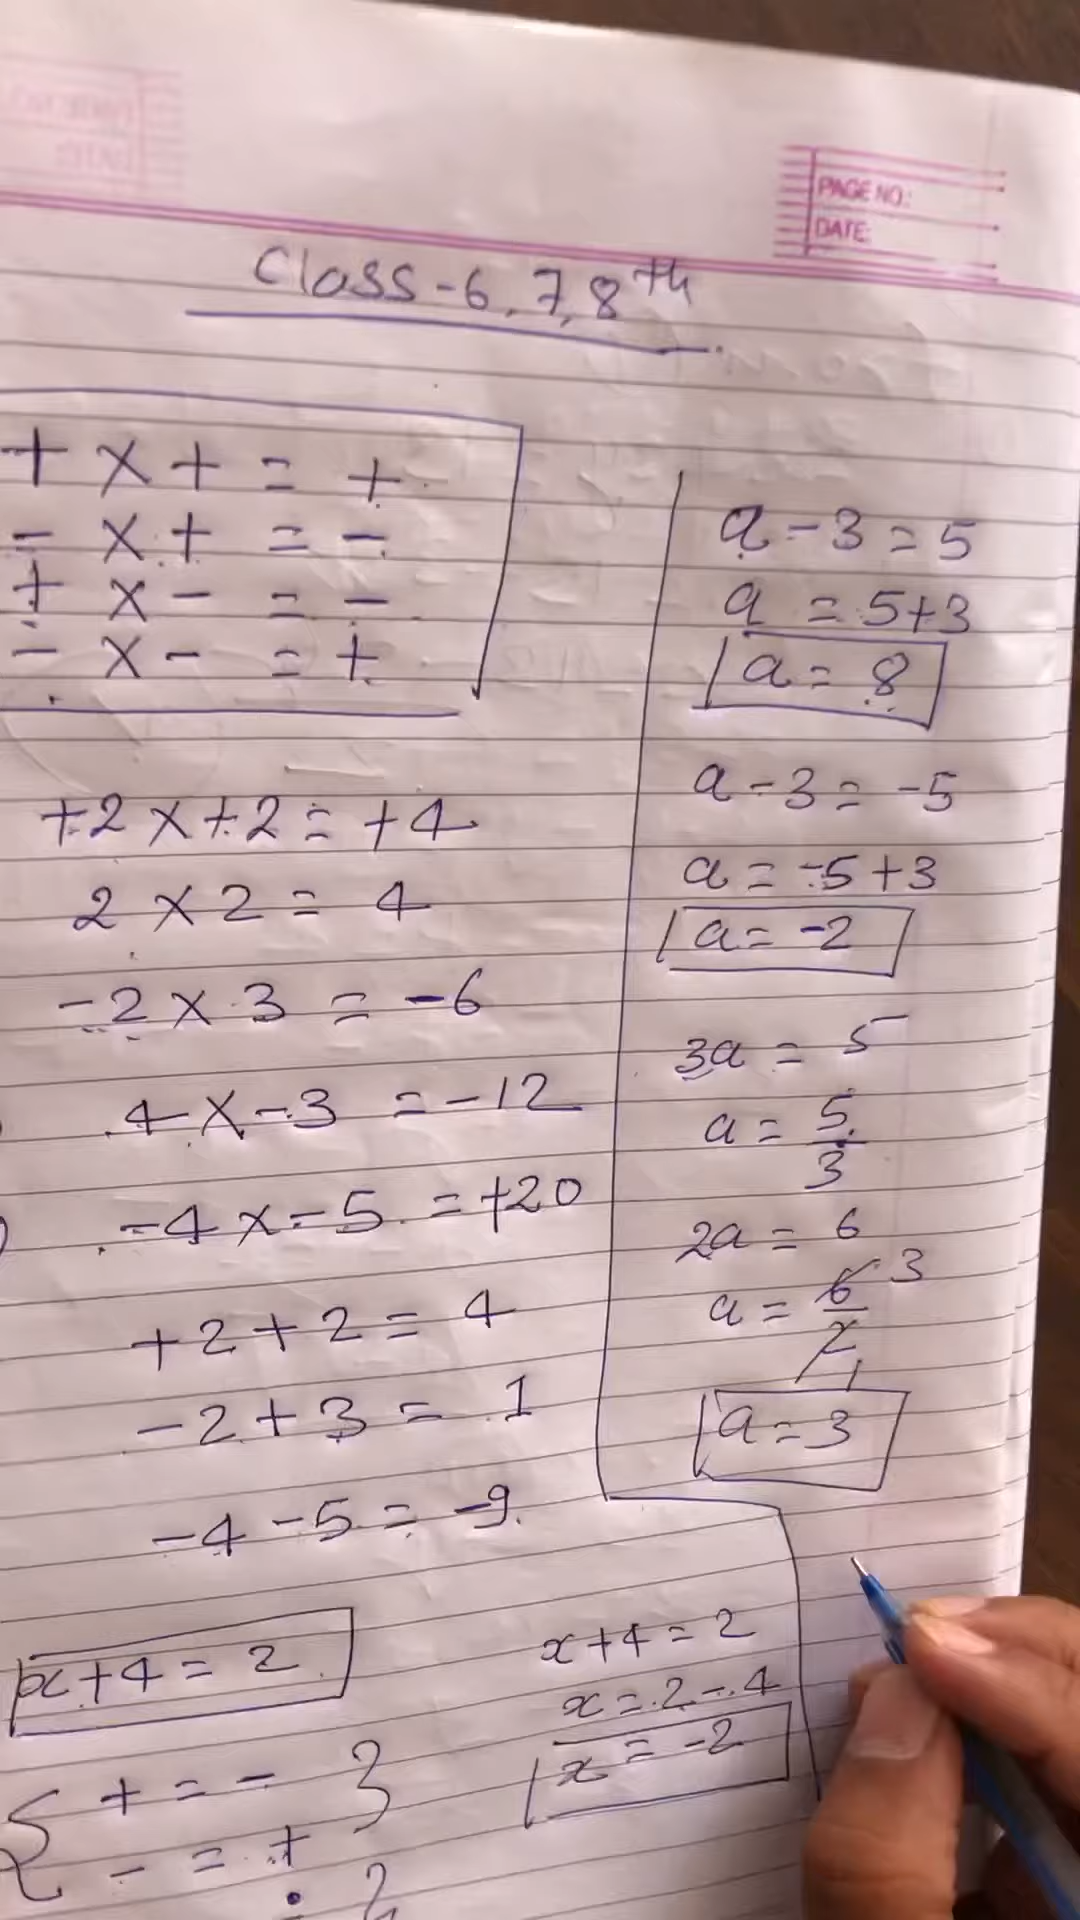 PAGE NO.:
DATE:
Class-6,7,8th
+ × + = +
- × + = -
+ × - = -
- × - = +
+2 × +2 = +4
2 × 2 = 4
-2 × 3 = -6
4 × -3 = -12
-4 × -5 = +20
+2 + 2 = 4
-2 + 3 = 1
-4 - 5 = -9
x + 4 = 2
+ = -
- = +
x + 4 = 2
x = 2 - 4
x = -2
a - 3 = 5
a = 5 + 3
a = 8
a - 3 = -5
a = -5 + 3
a = -2
3a = 5
a = 5/3
2a = 6
a = 6/2 3
1
a = 3